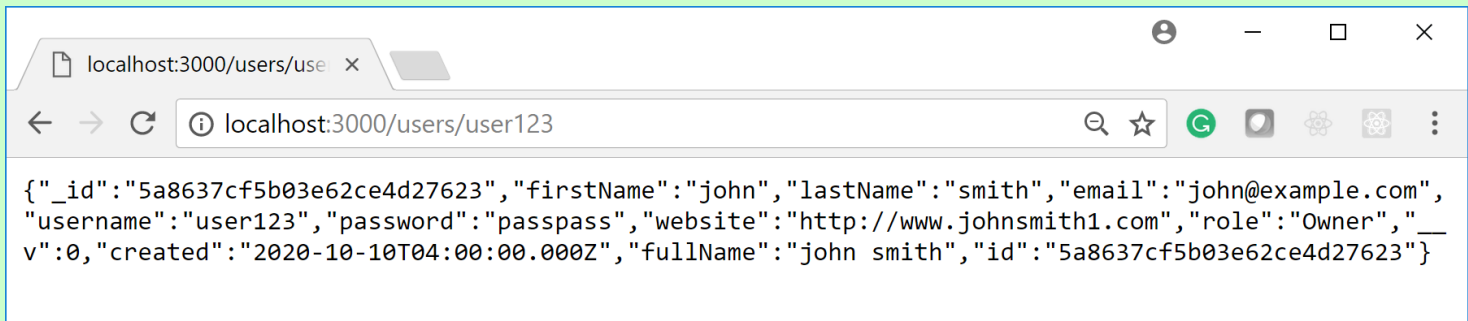 localhost:3000/users/use
localhost:3000/users/user123
{"_id":"5a8637cf5b03e62ce4d27623","firstName":"john","lastName":"smith","email":"john@example.com",
"username":"user123","password":"passpass","website":"http://www.johnsmith1.com","role":"Owner","__
v":0,"created":"2020-10-10T04:00:00.000Z","fullName":"john smith","id":"5a8637cf5b03e62ce4d27623"}